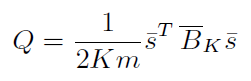 Q = \frac{1}{2Km} \bar{s}^T \overline{B}_K \bar{s}